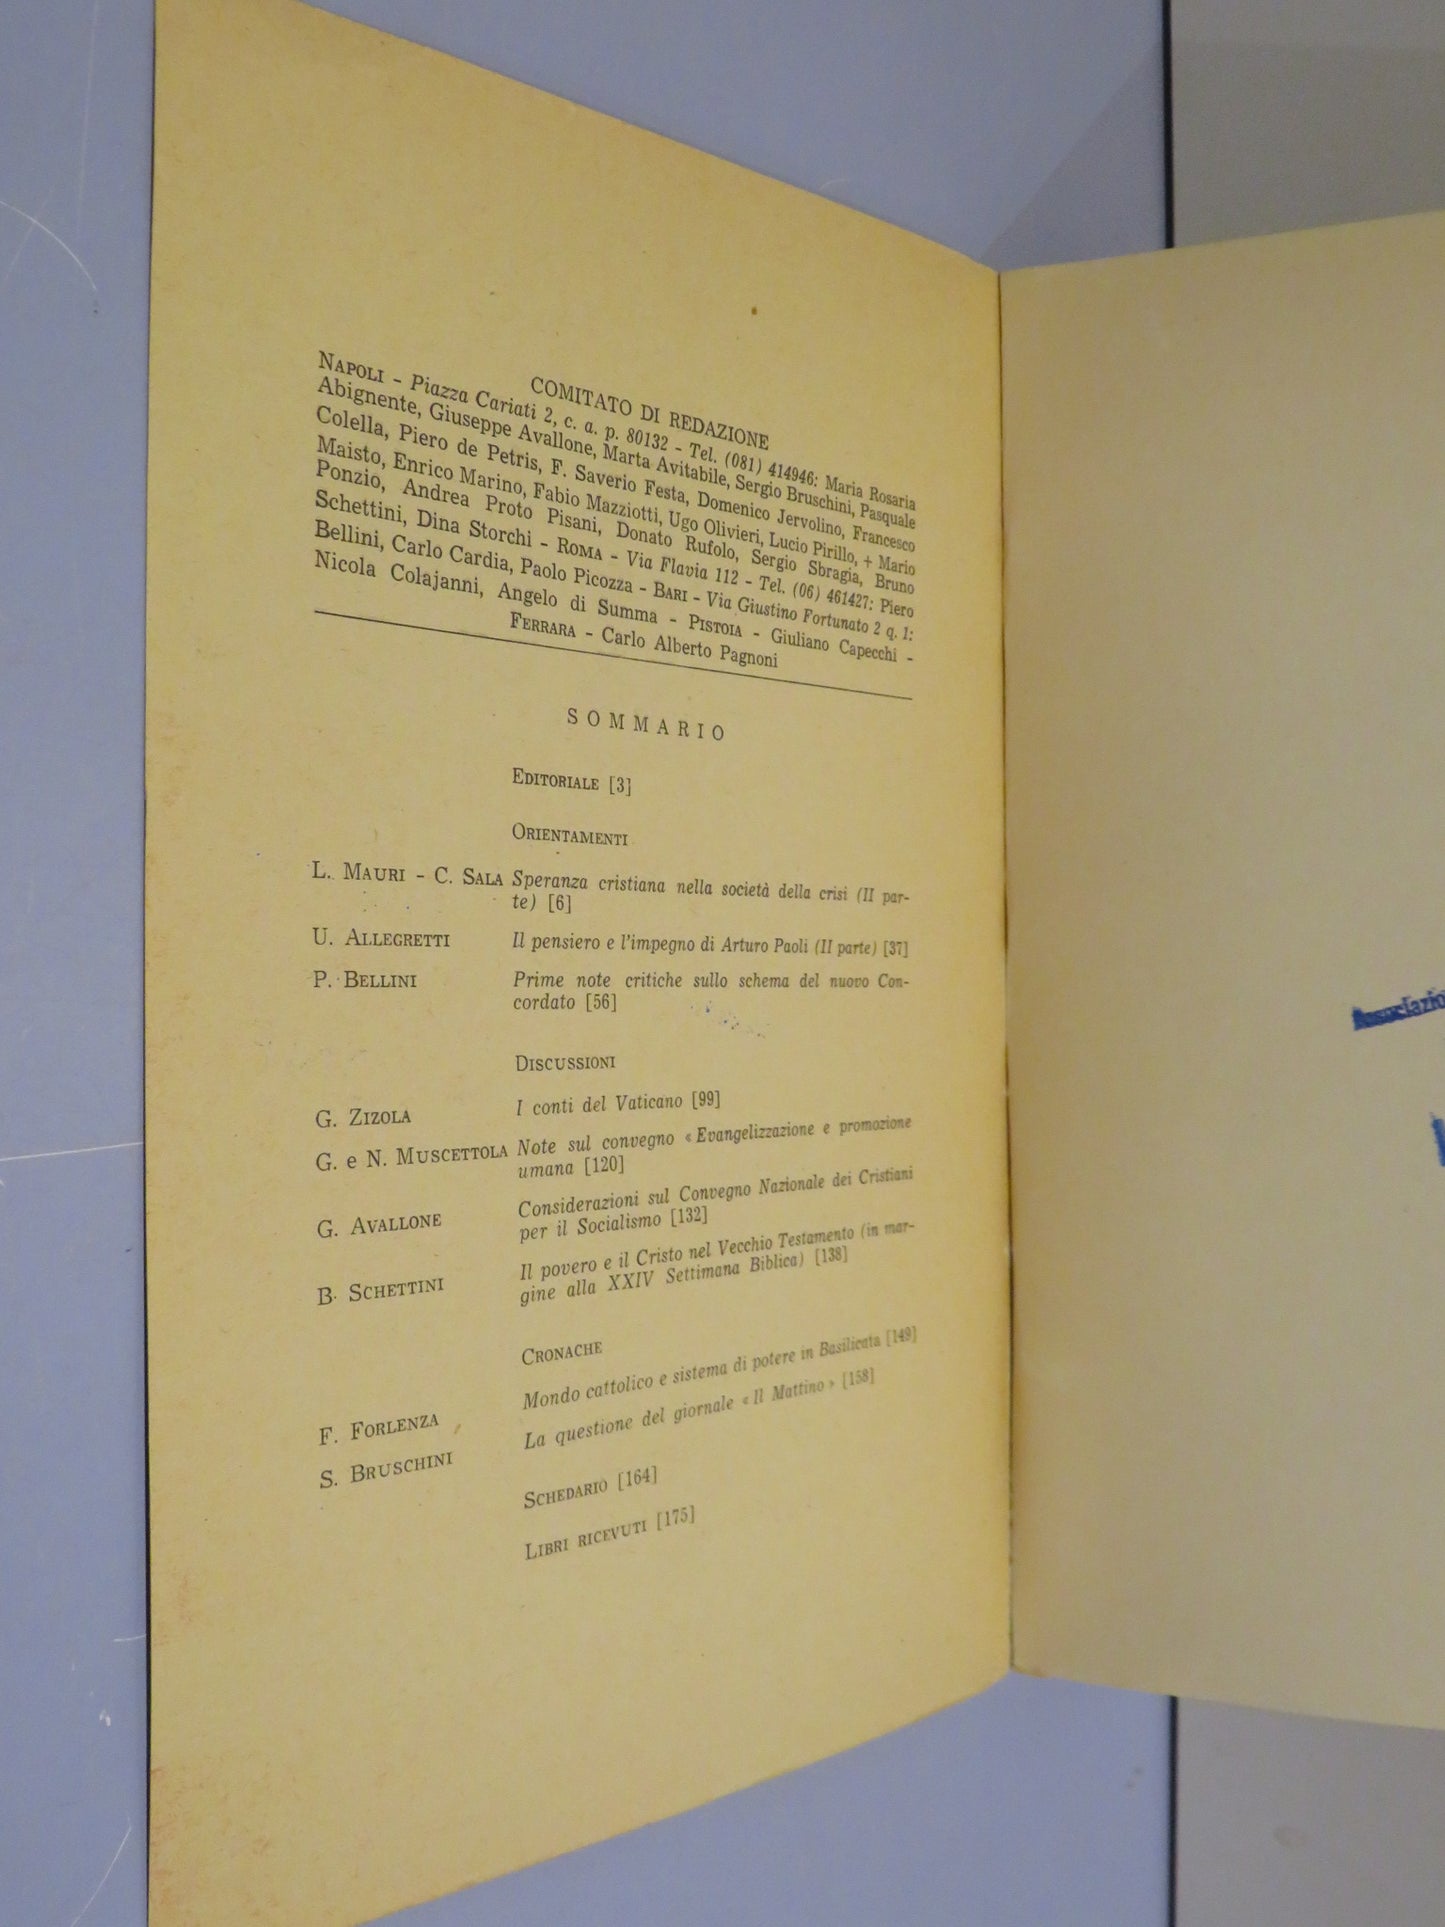 COMITATO DI REDAZIONE
NAPOLI - Piazza Cariati 2, c. a. p. 80132 - Tel. (081) 414946: Maria Rosaria
Abignente, Giuseppe Avallone, Marta Avitabile, Sergio Bruschini, Pasquale
Colella, Piero de Petris, F. Saverio Festa, Domenico Jervolino, Francesco
Maisto, Enrico Marino, Fabio Mazziotti, Ugo Olivieri, Lucio Pirillo, + Mario
Ponzio, Andrea Proto Pisani, Donato Rufolo, Sergio Sbragia, Bruno
Schettini, Dina Storchi - ROMA - Via Flavia 112 - Tel. (06) 461427: Piero
Bellini, Carlo Cardia, Paolo Picozza - BARI - Via Giustino Fortunato 2 q. 1:
Nicola Colajanni, Angelo di Summa - PISTOIA - Giuliano Capecchi -
FERRARA - Carlo Alberto Pagnoni
SOMMARIO
EDITORIALE [3]
ORIENTAMENTI
L. MAURI - C. SALA Speranza cristiana nella società della crisi (II par-
te) [6]
U. ALLEGRETTI Il pensiero e l'impegno di Arturo Paoli (II parte) [37]
P. BELLINI Prime note critiche sullo schema del nuovo Con-
cordato [56]
DISCUSSIONI
G. ZIZOLA I conti del Vaticano [99]
G. e N. MUSCETTOLA Note sul convegno « Evangelizzazione e promozione
umana [120]
G. AVALLONE Considerazioni sul Convegno Nazionale dei Cristiani
per il Socialismo [132]
B. SCHETTINI Il povero e il Cristo nel Vecchio Testamento (in mar-
gine alla XXIV Settimana Biblica) [138]
CRONACHE
F. FORLENZA Mondo cattolico e sistema di potere in Basilicata [149]
S. BRUSCHINI La questione del giornale « Il Mattino » [158]
SCHEDARIO [164]
LIBRI RICEVUTI [175]